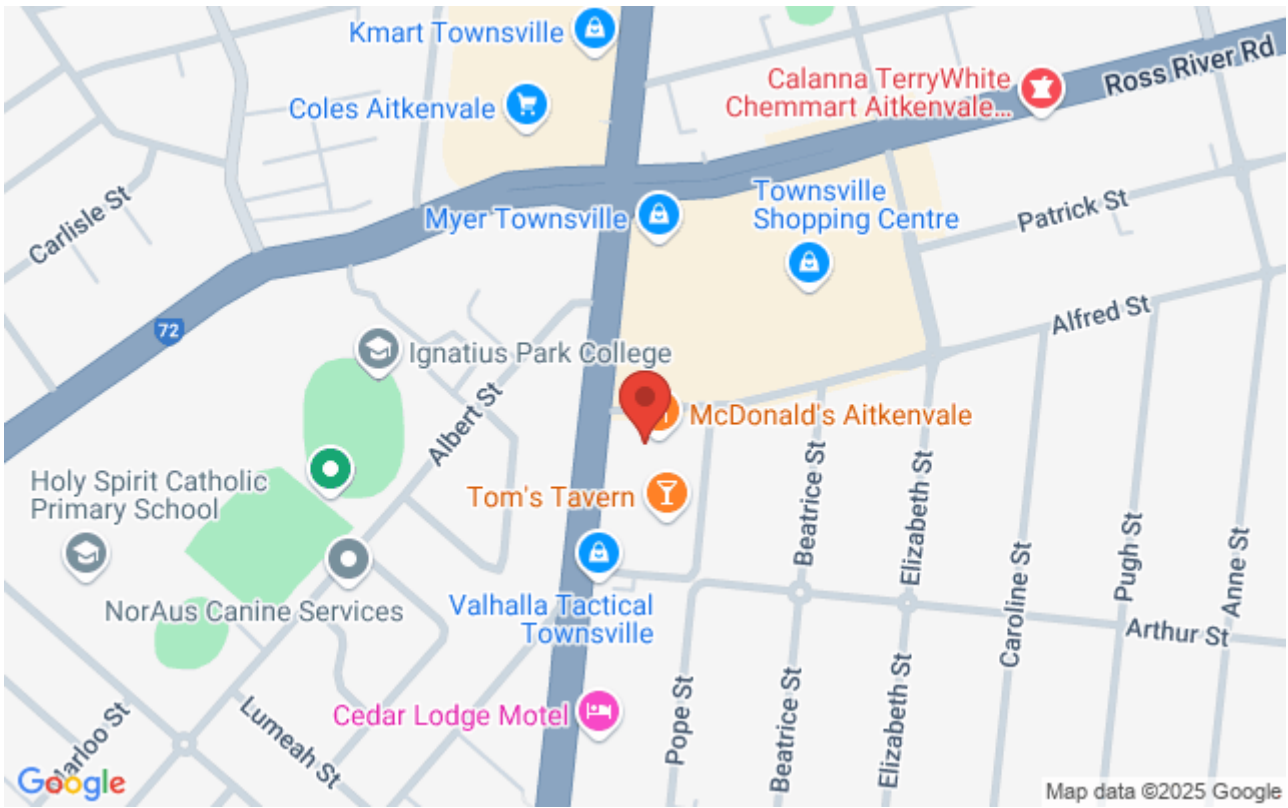 Kmart Townsville
Coles Aitkenvale
Calanna TerryWhite
Chemmart Aitkenvale...
Ross River Rd
Carlisle St
Myer Townsville
Townsville
Shopping Centre
Patrick St
72
Alfred St
Ignatius Park College
Albert St
McDonald's Aitkenvale
Holy Spirit Catholic
Primary School
Tom's Tavern
Beatrice St
Elizabeth St
Caroline St
Pugh St
Anne St
NorAus Canine Services
Valhalla Tactical
Townsville
Arthur St
Cedar Lodge Motel
Pope St
Beatrice St
Elizabeth St
Lumeah St
Google
Map data ©2025 Google